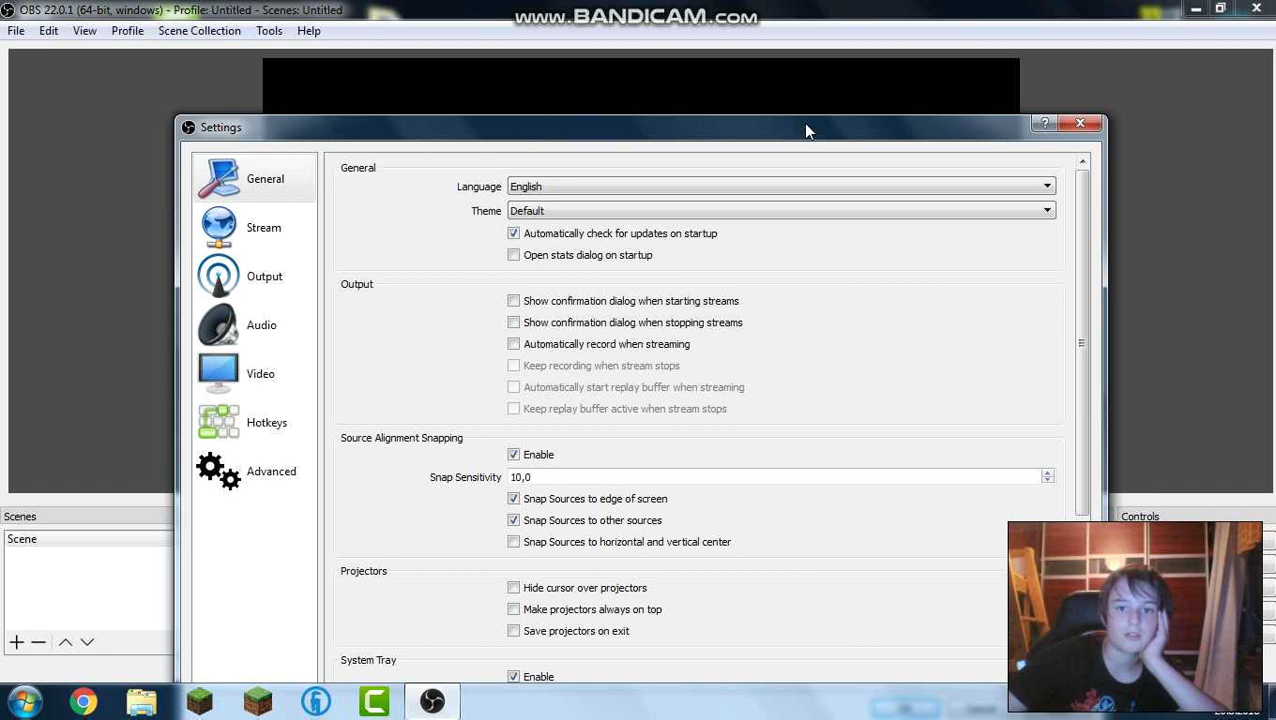 OBS 22.0.1 (64-bit, windows) - Profile: Untitled - Scenes: Untitled
www.BANDICAM.com
File Edit View Profile Scene Collection Tools Help
Settings
General
Stream
Output
Audio
Video
Hotkeys
Advanced
General
Language English
Theme Default
Automatically check for updates on startup
Open stats dialog on startup
Output
Show confirmation dialog when starting streams
Show confirmation dialog when stopping streams
Automatically record when streaming
Keep recording when stream stops
Automatically start replay buffer when streaming
Keep replay buffer active when stream stops
Source Alignment Snapping
Enable
Snap Sensitivity 10,0
Snap Sources to edge of screen
Snap Sources to other sources
Snap Sources to horizontal and vertical center
Projectors
Hide cursor over projectors
Make projectors always on top
Save projectors on exit
System Tray
Enable
Scenes
Scene
Controls